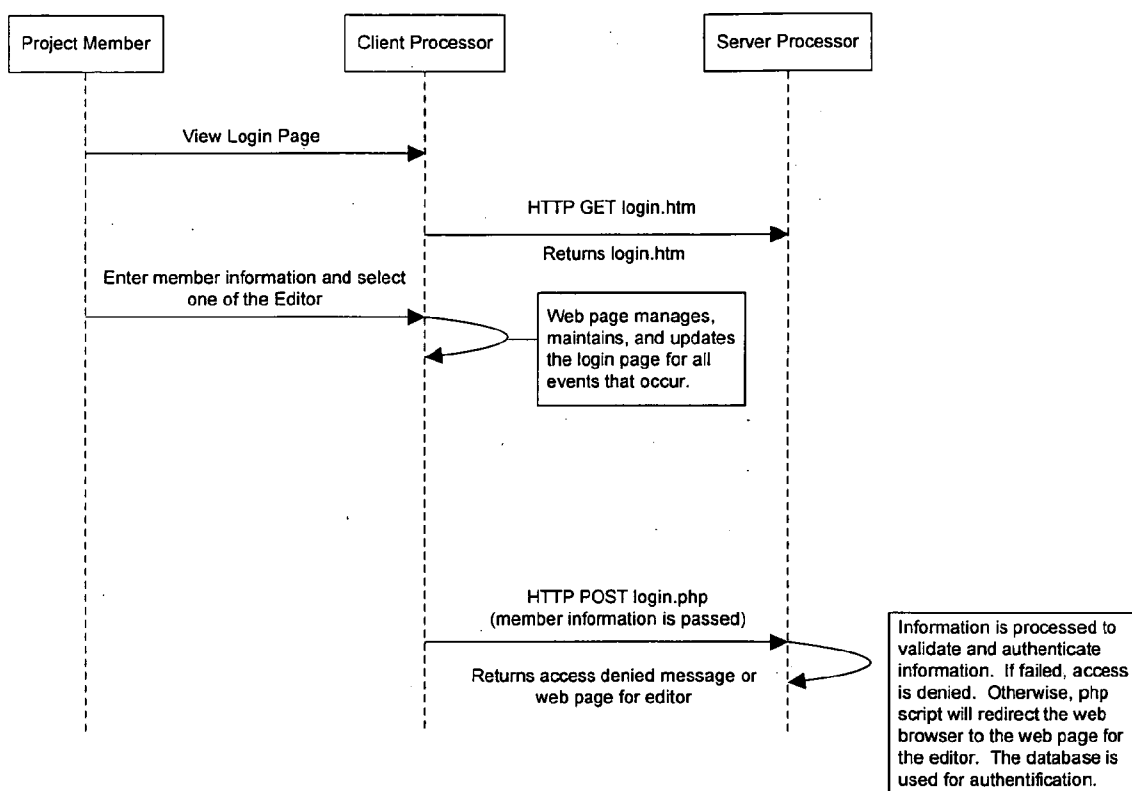 Project Member
Client Processor
Server Processor
View Login Page
HTTP GET login.htm
Returns login.htm
Enter member information and select
one of the Editor
Web page manages,
maintains, and updates
the login page for all
events that occur.
HTTP POST login.php
(member information is passed)
Returns access denied message or
web page for editor
Information is processed to
validate and authenticate
information. If failed, access
is denied. Otherwise, php
script will redirect the web
browser to the web page for
the editor. The database is
used for authentification.